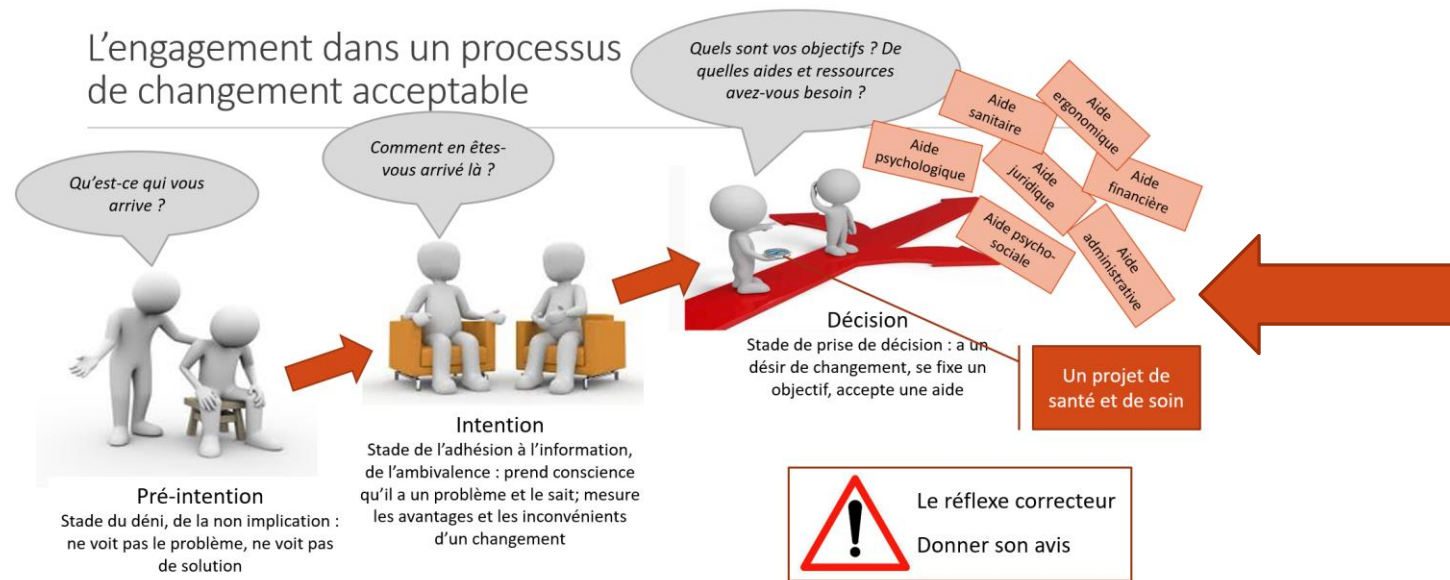 L’engagement dans un processus
de changement acceptable
Qu’est-ce qui vous
arrive ?
Comment en êtes-
vous arrivé là ?
Quels sont vos objectifs ? De
quelles aides et ressources
avez-vous besoin ?
Aide
sanitaire
Aide
ergonomique
Aide
psychologique
Aide
juridique
Aide
financière
Aide psycho-
sociale
Aide
administrative
Pré-intention
Stade du déni, de la non implication :
ne voit pas le problème, ne voit pas
de solution
Intention
Stade de l’adhésion à l’information,
de l’ambivalence : prend conscience
qu’il a un problème et le sait; mesure
les avantages et les inconvénients
d’un changement
Décision
Stade de prise de décision : a un
désir de changement, se fixe un
objectif, accepte une aide
Un projet de
santé et de soin
Le réflexe correcteur
Donner son avis